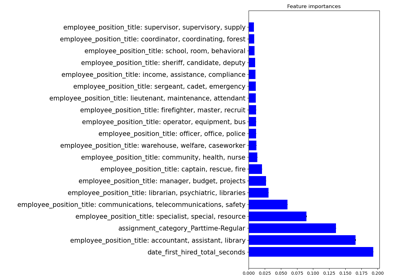 Feature importances
employee_position_title: supervisor, supervisory, supply
employee_position_title: coordinator, coordinating, forest
employee_position_title: school, room, behavioral
employee_position_title: sheriff, candidate, deputy
employee_position_title: income, assistance, compliance
employee_position_title: sergeant, cadet, emergency
employee_position_title: lieutenant, maintenance, attendant
employee_position_title: firefighter, master, recruit
employee_position_title: operator, equipment, bus
employee_position_title: officer, office, police
employee_position_title: warehouse, welfare, caseworker
employee_position_title: community, health, nurse
employee_position_title: captain, rescue, fire
employee_position_title: manager, budget, projects
employee_position_title: librarian, psychiatric, libraries
employee_position_title: communications, telecommunications, safety
employee_position_title: specialist, special, resource
assignment_category_Parttime-Regular
employee_position_title: accountant, assistant, library
date_first_hired_total_seconds
0.000 0.025 0.050 0.075 0.100 0.125 0.150 0.175 0.200